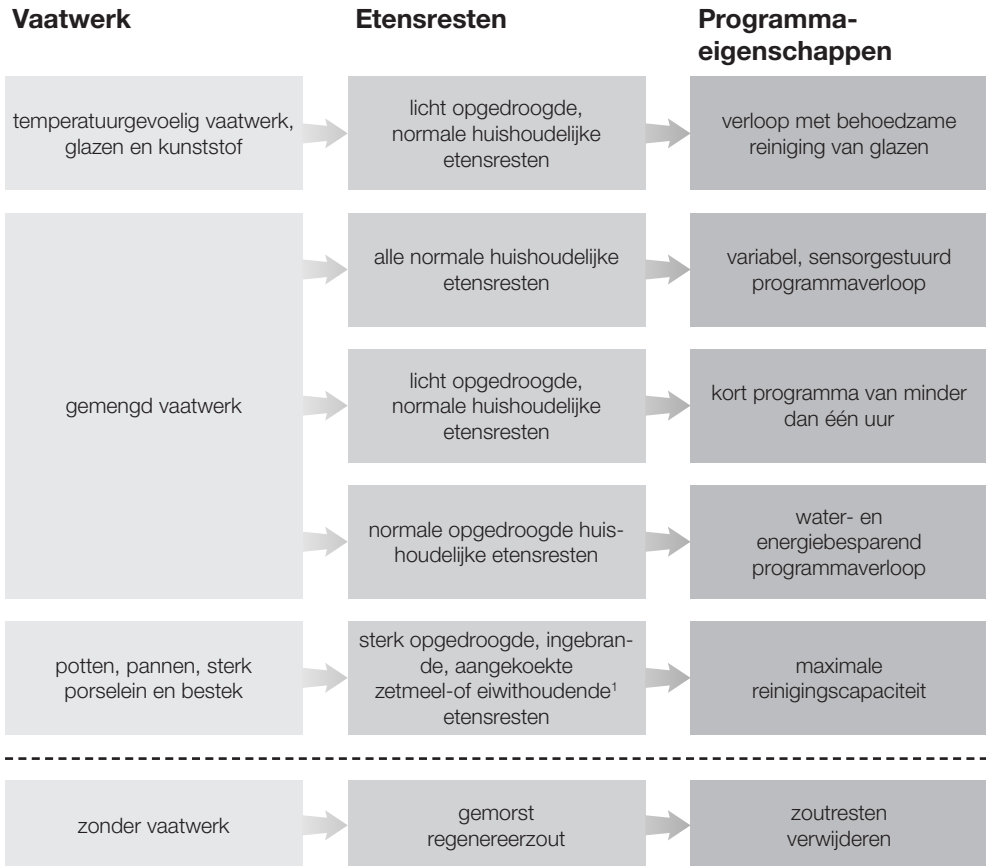 Vaatwerk
Etensresten
Programma-
eigenschappen
temperatuurgevoelig vaatwerk,
glazen en kunststof
licht opgedroogde,
normale huishoudelijke
etensresten
verloop met behoedzame
reiniging van glazen
gemengd vaatwerk
alle normale huishoudelijke
etensresten
variabel, sensorgestuurd
programmaverloop
licht opgedroogde,
normale huishoudelijke
etensresten
kort programma van minder
dan één uur
normale opgedroogde huis-
houdelijke etensresten
water- en
energiebesparend
programmaverloop
potten, pannen, sterk
porselein en bestek
sterk opgedroogde, ingebran-
de, aangekoekte
zetmeel-of eiwithoudende¹
etensresten
maximale
reinigingscapaciteit
zonder vaatwerk
gemorst
regenereerzout
zoutresten
verwijderen